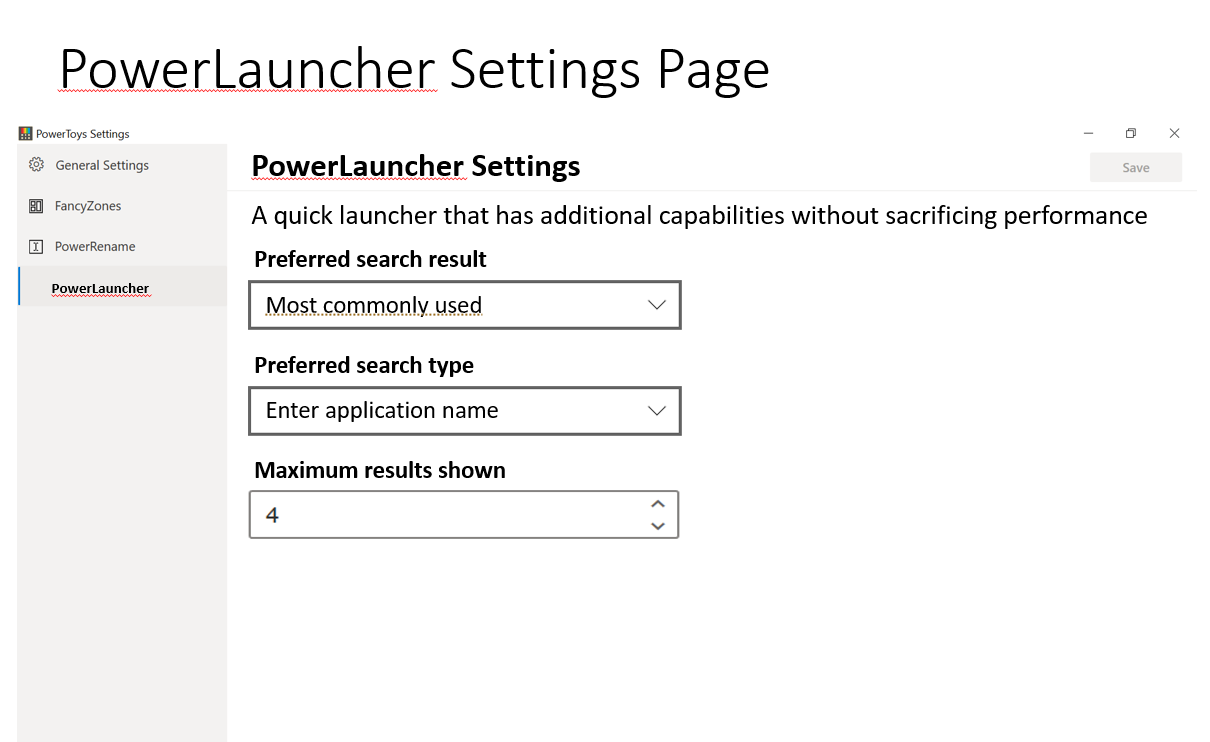 PowerLauncher Settings Page
PowerToys Settings
General Settings
FancyZones
PowerRename
PowerLauncher
PowerLauncher Settings
Save
A quick launcher that has additional capabilities without sacrificing performance
Preferred search result
Most commonly used
Preferred search type
Enter application name
Maximum results shown
4